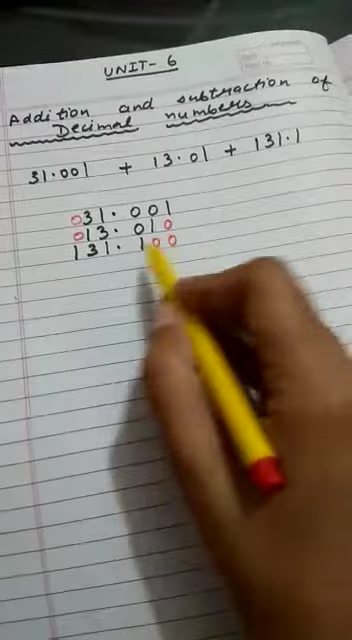 UNIT- 6
Addition and subtraction of
Decimal numbers
31.001 + 13.01 + 131.1
031.001
013.010
131.100